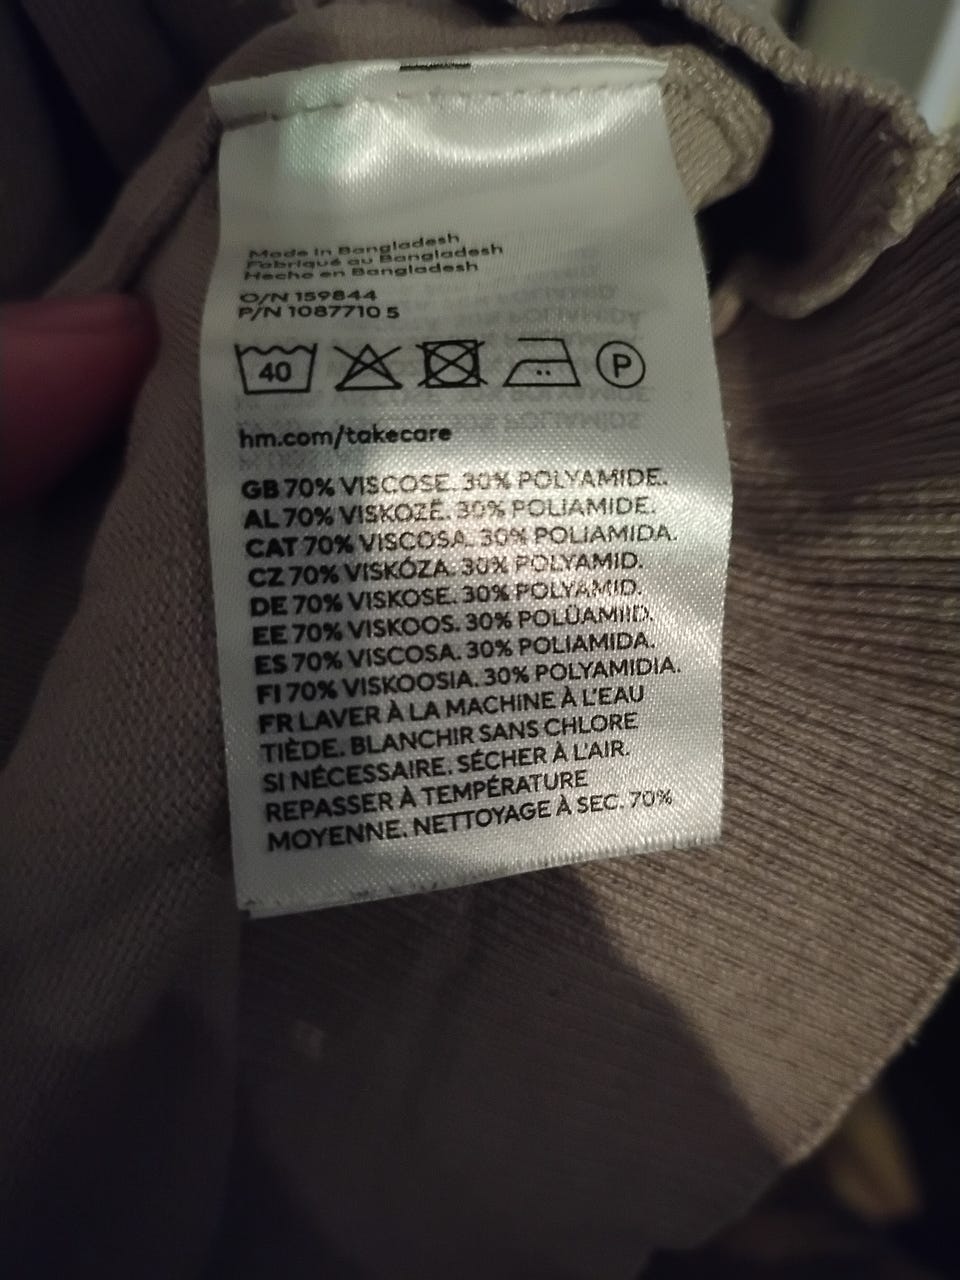 Made in Bangladesh
Fabriqué au Bangladesh
Hecho en Bangladesh
O/N 159844
P/N 1087710 5
40 P
hm.com/takecare
GB 70% VISCOSE. 30% POLYAMIDE.
AL 70% VISKOZË. 30% POLIAMIDE.
CAT 70% VISCOSA. 30% POLIAMIDA.
CZ 70% VISKÓZA. 30% POLYAMID.
DE 70% VISKOSE. 30% POLYAMID.
EE 70% VISKOOS. 30% POLÜAMIID.
ES 70% VISCOSA. 30% POLIAMIDA.
FI 70% VISKOOSIA. 30% POLYAMIDIA.
FR LAVER À LA MACHINE À L'EAU
TIÈDE. BLANCHIR SANS CHLORE
SI NÉCESSAIRE. SÉCHER À L'AIR.
REPASSER À TEMPÉRATURE
MOYENNE. NETTOYAGE À SEC. 70%